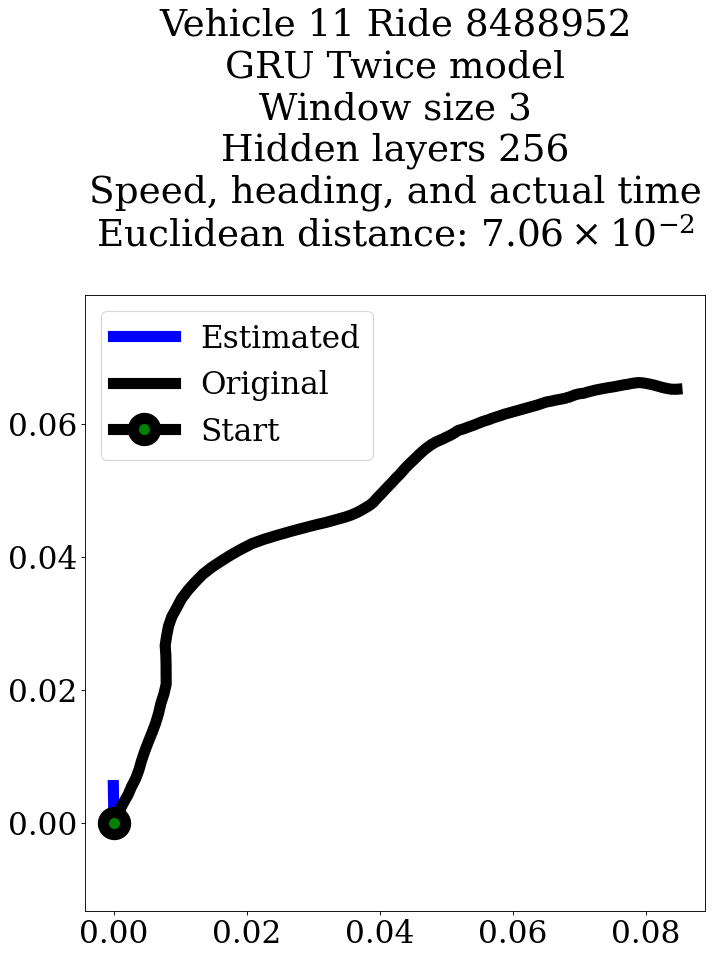 Vehicle 11 Ride 8488952
GRU Twice model
Window size 3
Hidden layers 256
Speed, heading, and actual time
Euclidean distance: 7.06 × 10⁻²
Estimated
Original
Start
0.06
0.04
0.02
0.00
0.00 0.02 0.04 0.06 0.08